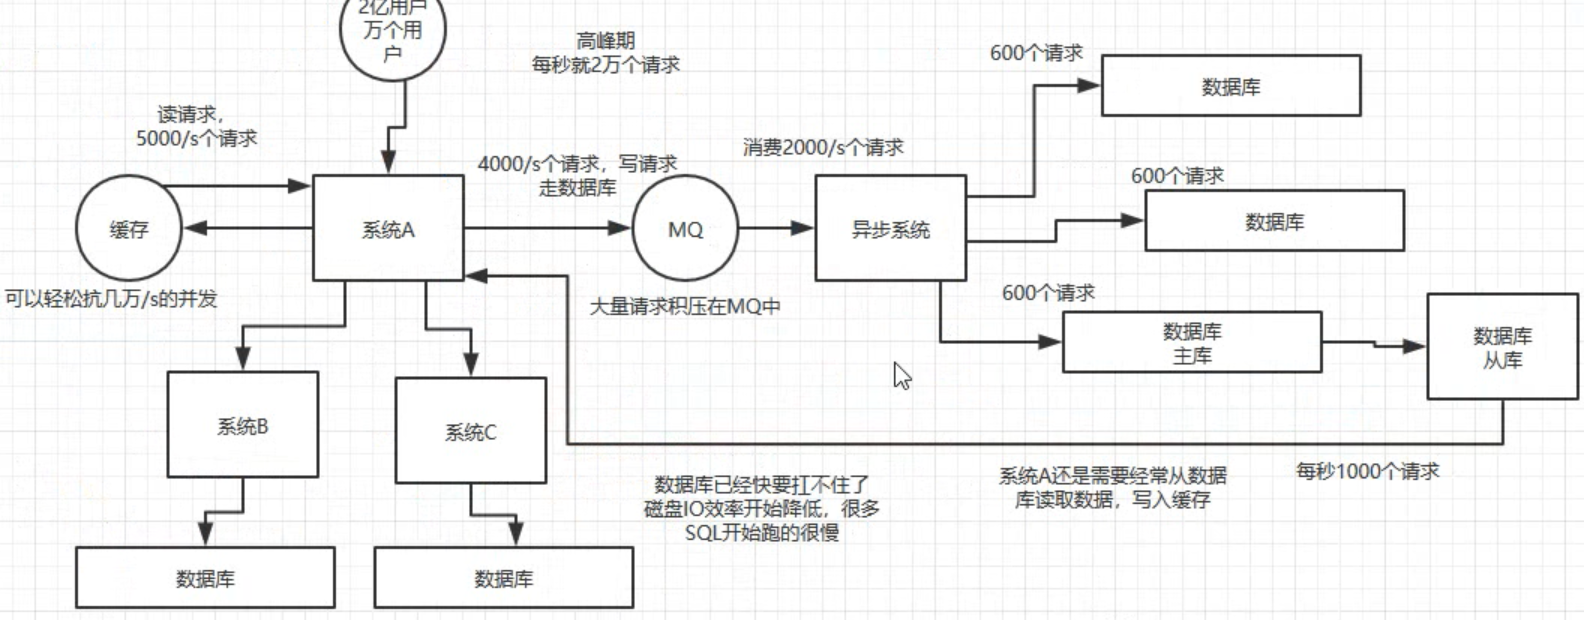 2亿用户
万个用
户
高峰期
每秒就2万个请求
600个请求
数据库
读请求，
5000/s个请求
4000/s个请求，写请求
走数据库
消费2000/s个请求
600个请求
缓存
系统A
MQ
异步系统
数据库
可以轻松抗几万/s的并发
大量请求积压在MQ中
600个请求
数据库
主库
数据库
从库
系统B
系统C
数据库已经快要扛不住了
磁盘IO效率开始降低，很多
SQL开始跑的很慢
系统A还是需要经常从数据
库读取数据，写入缓存
每秒1000个请求
数据库
数据库